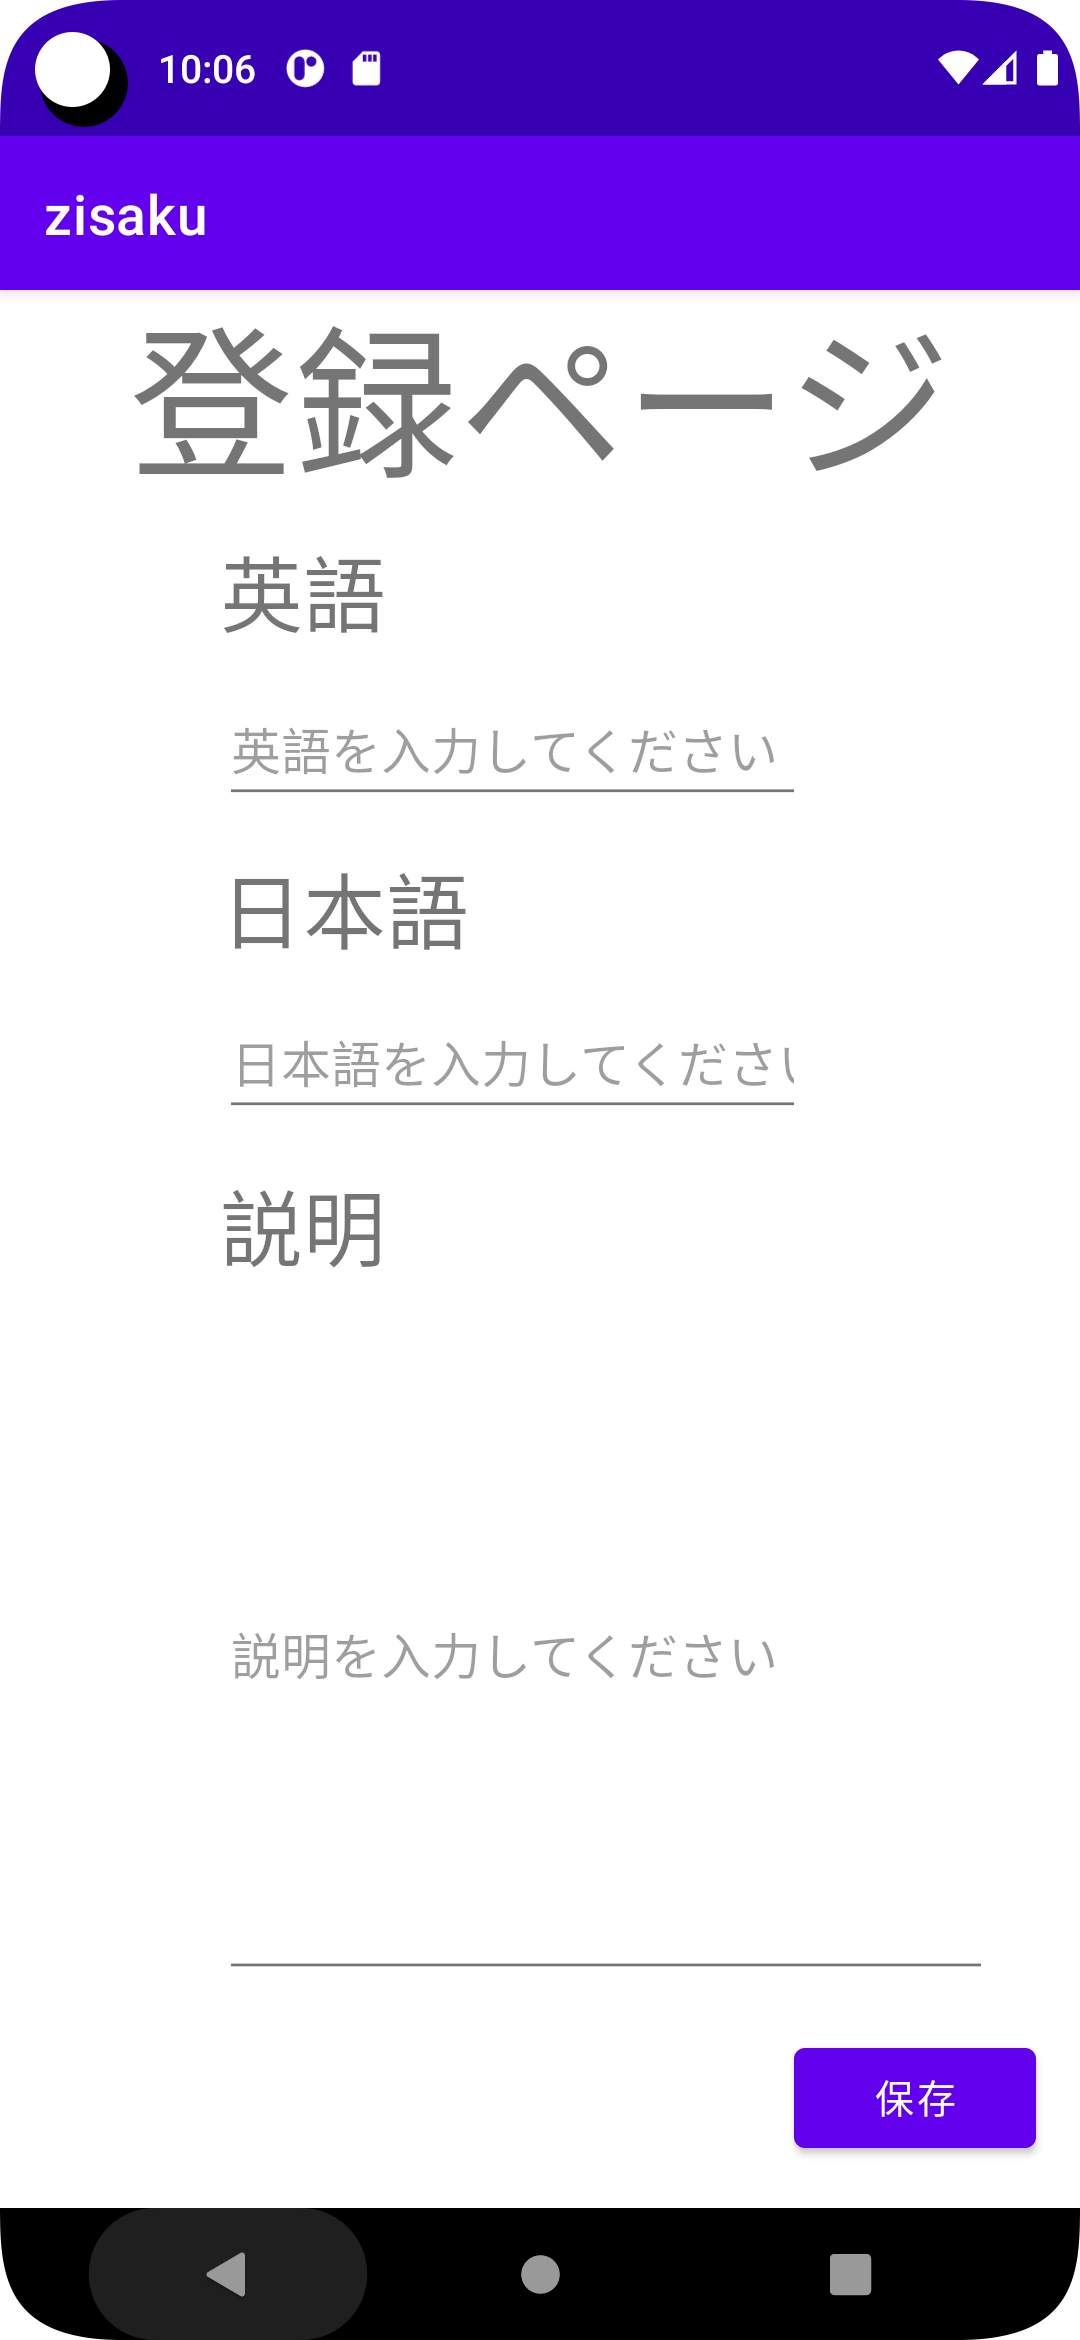 10:06
zisaku
登録ページ
英語
英語を入力してください
日本語
日本語を入力してください
説明
説明を入力してください
保存